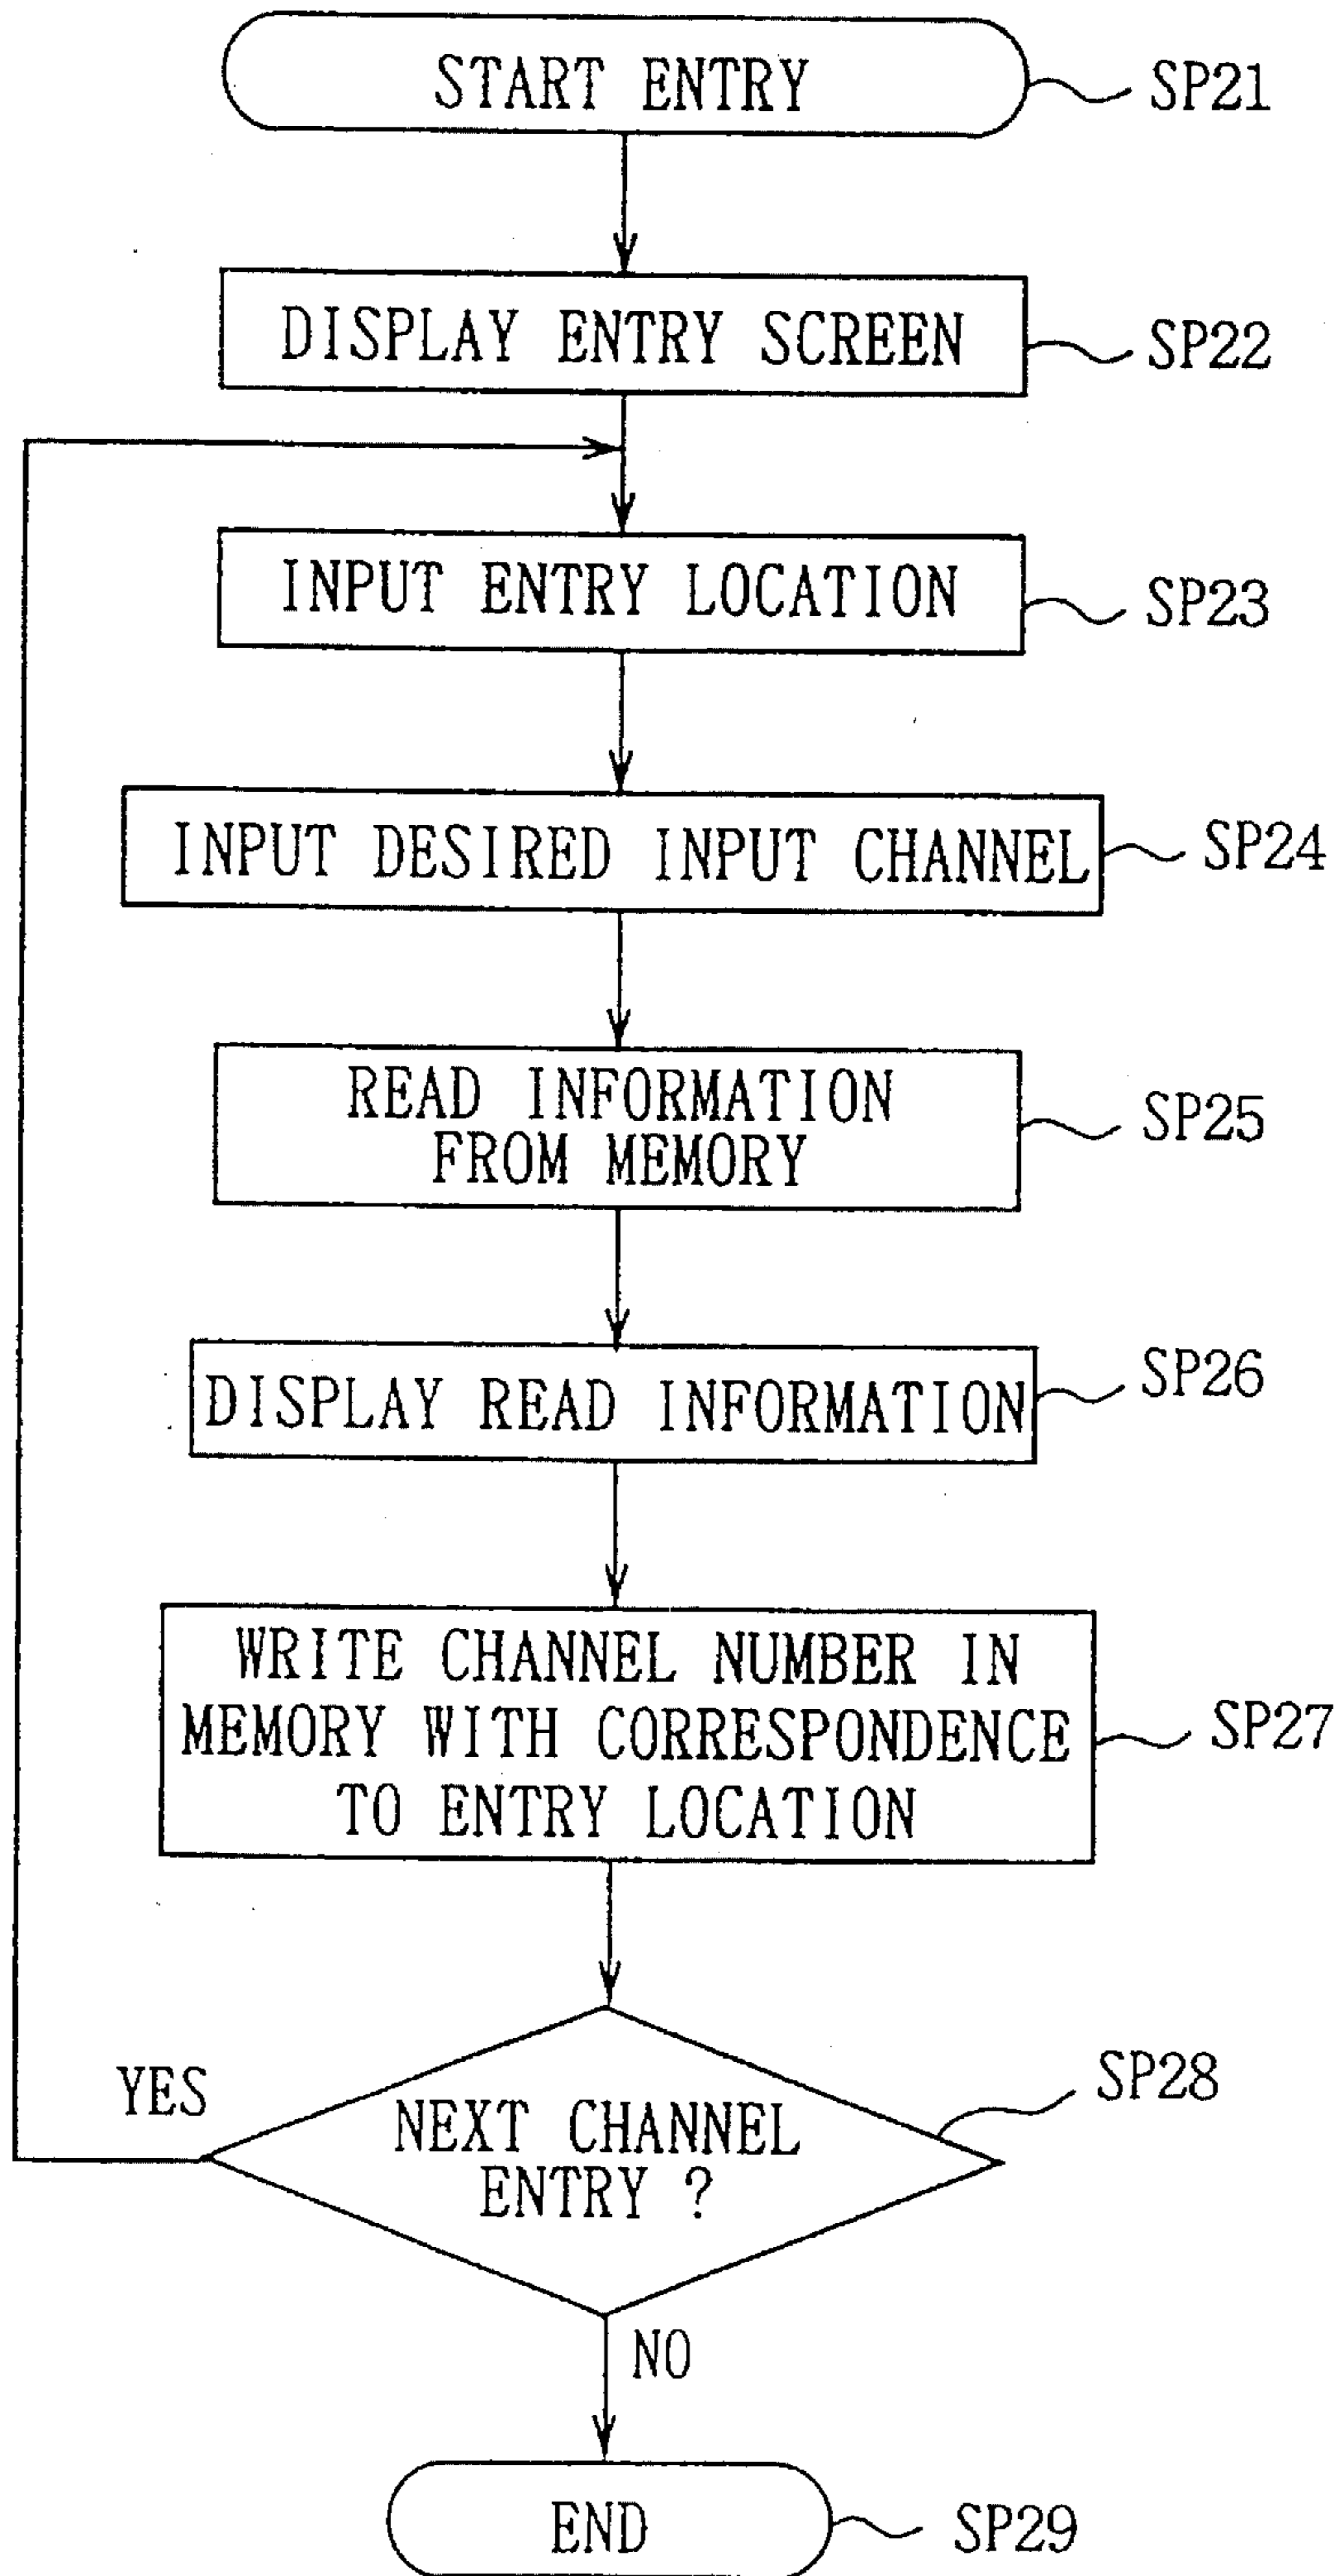 START ENTRY
SP21
DISPLAY ENTRY SCREEN
SP22
INPUT ENTRY LOCATION
SP23
INPUT DESIRED INPUT CHANNEL
SP24
READ INFORMATION
FROM MEMORY
SP25
DISPLAY READ INFORMATION
SP26
WRITE CHANNEL NUMBER IN
MEMORY WITH CORRESPONDENCE
TO ENTRY LOCATION
SP27
YES
NEXT CHANNEL
ENTRY ?
SP28
NO
END
SP29